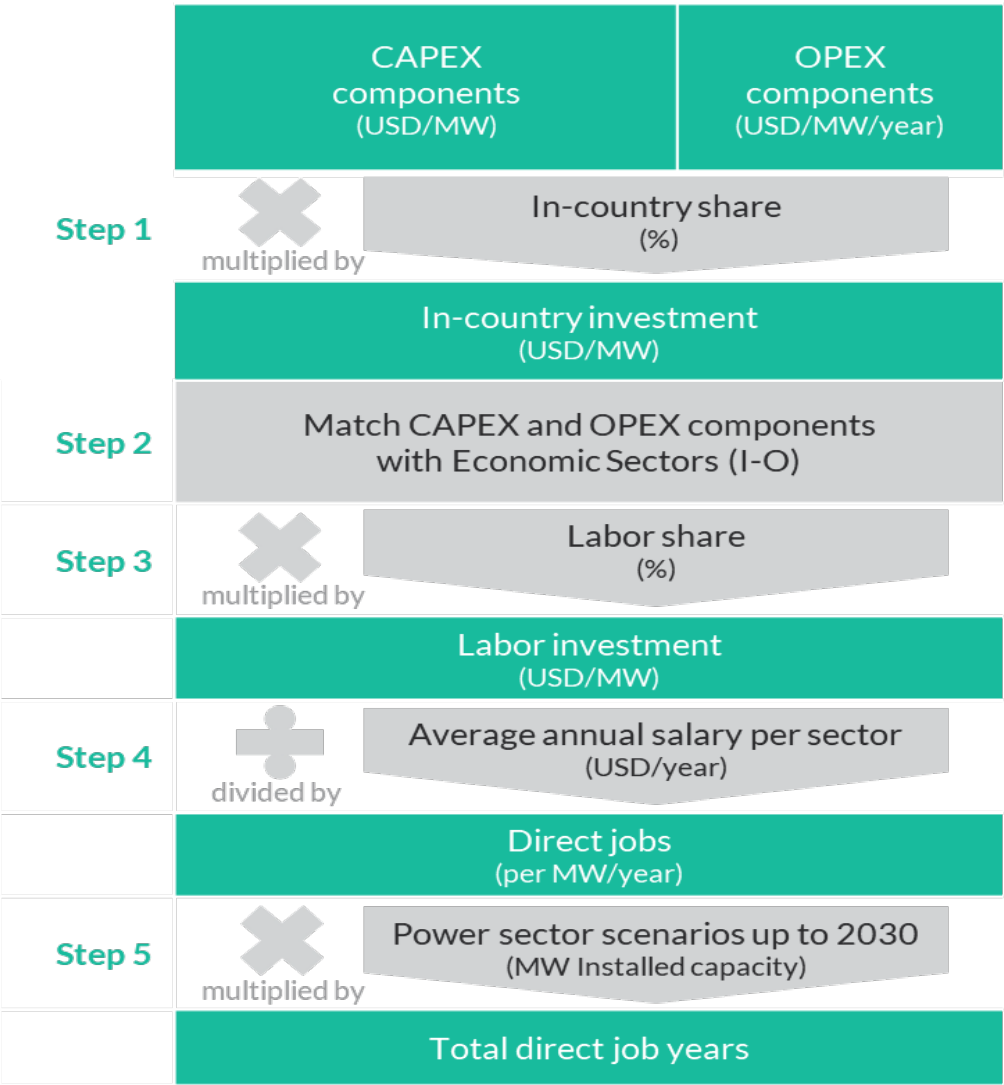 CAPEX
components
(USD/MW)
OPEX
components
(USD/MW/year)
Step 1
multiplied by
In-country share
(%)
In-country investment
(USD/MW)
Step 2
Match CAPEX and OPEX components
with Economic Sectors (I-O)
Step 3
multiplied by
Labor share
(%)
Labor investment
(USD/MW)
Step 4
divided by
Average annual salary per sector
(USD/year)
Direct jobs
(per MW/year)
Step 5
multiplied by
Power sector scenarios up to 2030
(MW Installed capacity)
Total direct job years